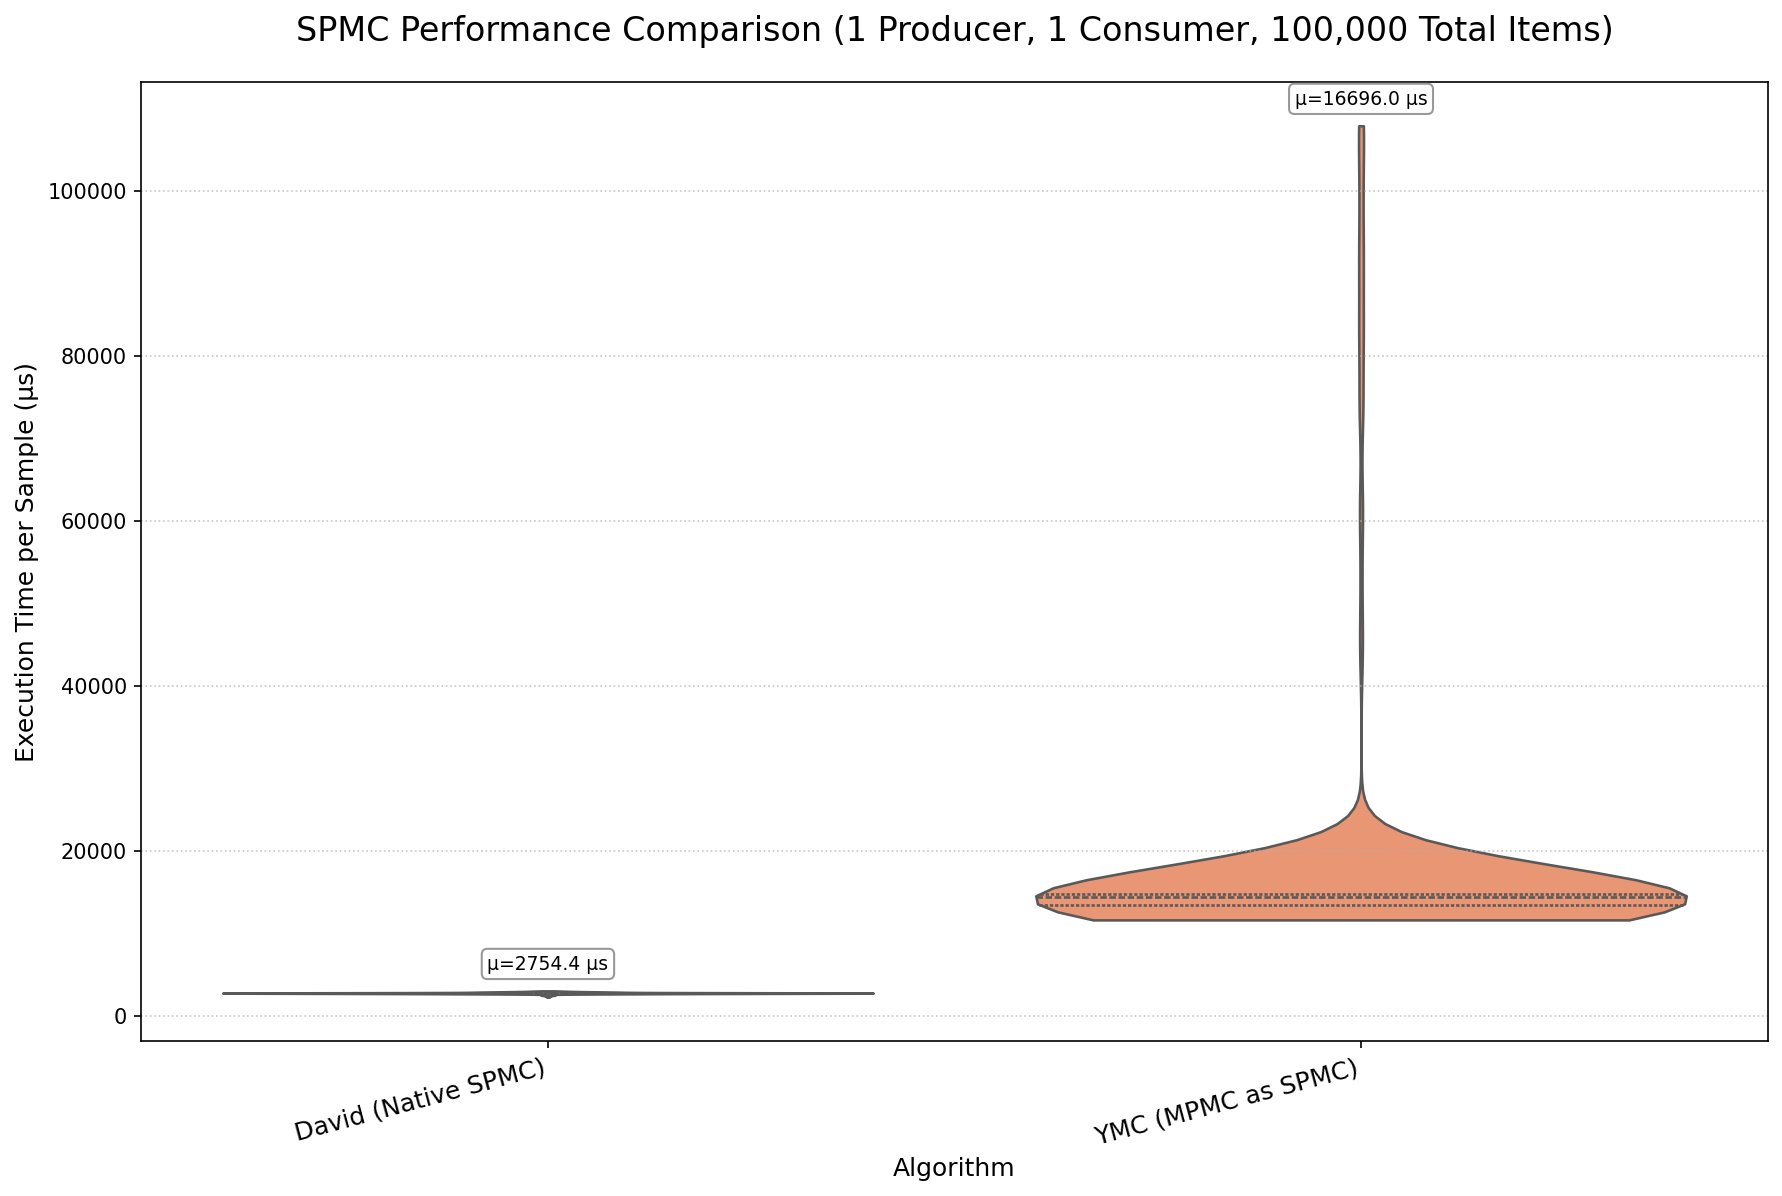 SPMC Performance Comparison (1 Producer, 1 Consumer, 100,000 Total Items)
μ=16696.0 μs
100000
80000
60000
40000
20000
0
Execution Time per Sample (μs)
μ=2754.4 μs
David (Native SPMC)
YMC (MPMC as SPMC)
Algorithm